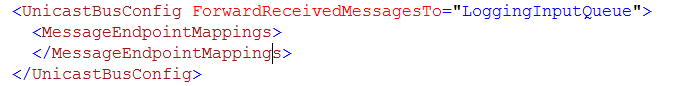 <UnicastBusConfig ForwardReceivedMessagesTo="LoggingInputQueue">
<MessageEndpointMappings>
</MessageEndpointMappings>
</UnicastBusConfig>